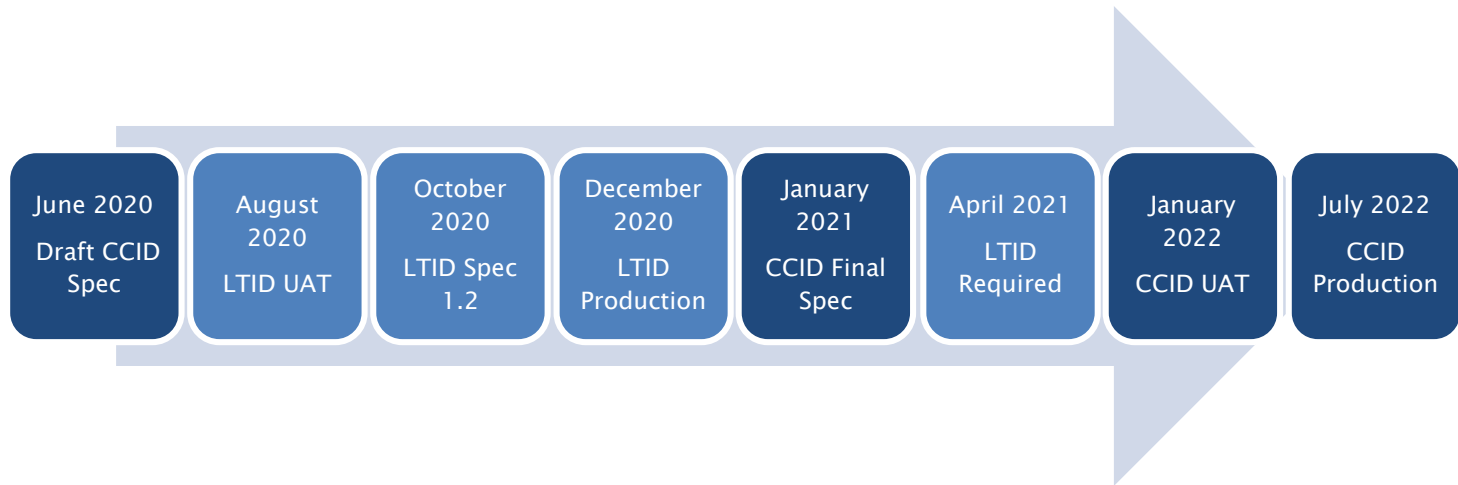 June 2020
Draft CCID
Spec
August
2020
LTID UAT
October
2020
LTID Spec
1.2
December
2020
LTID
Production
January
2021
CCID Final
Spec
April 2021
LTID
Required
January
2022
CCID UAT
July 2022
CCID
Production